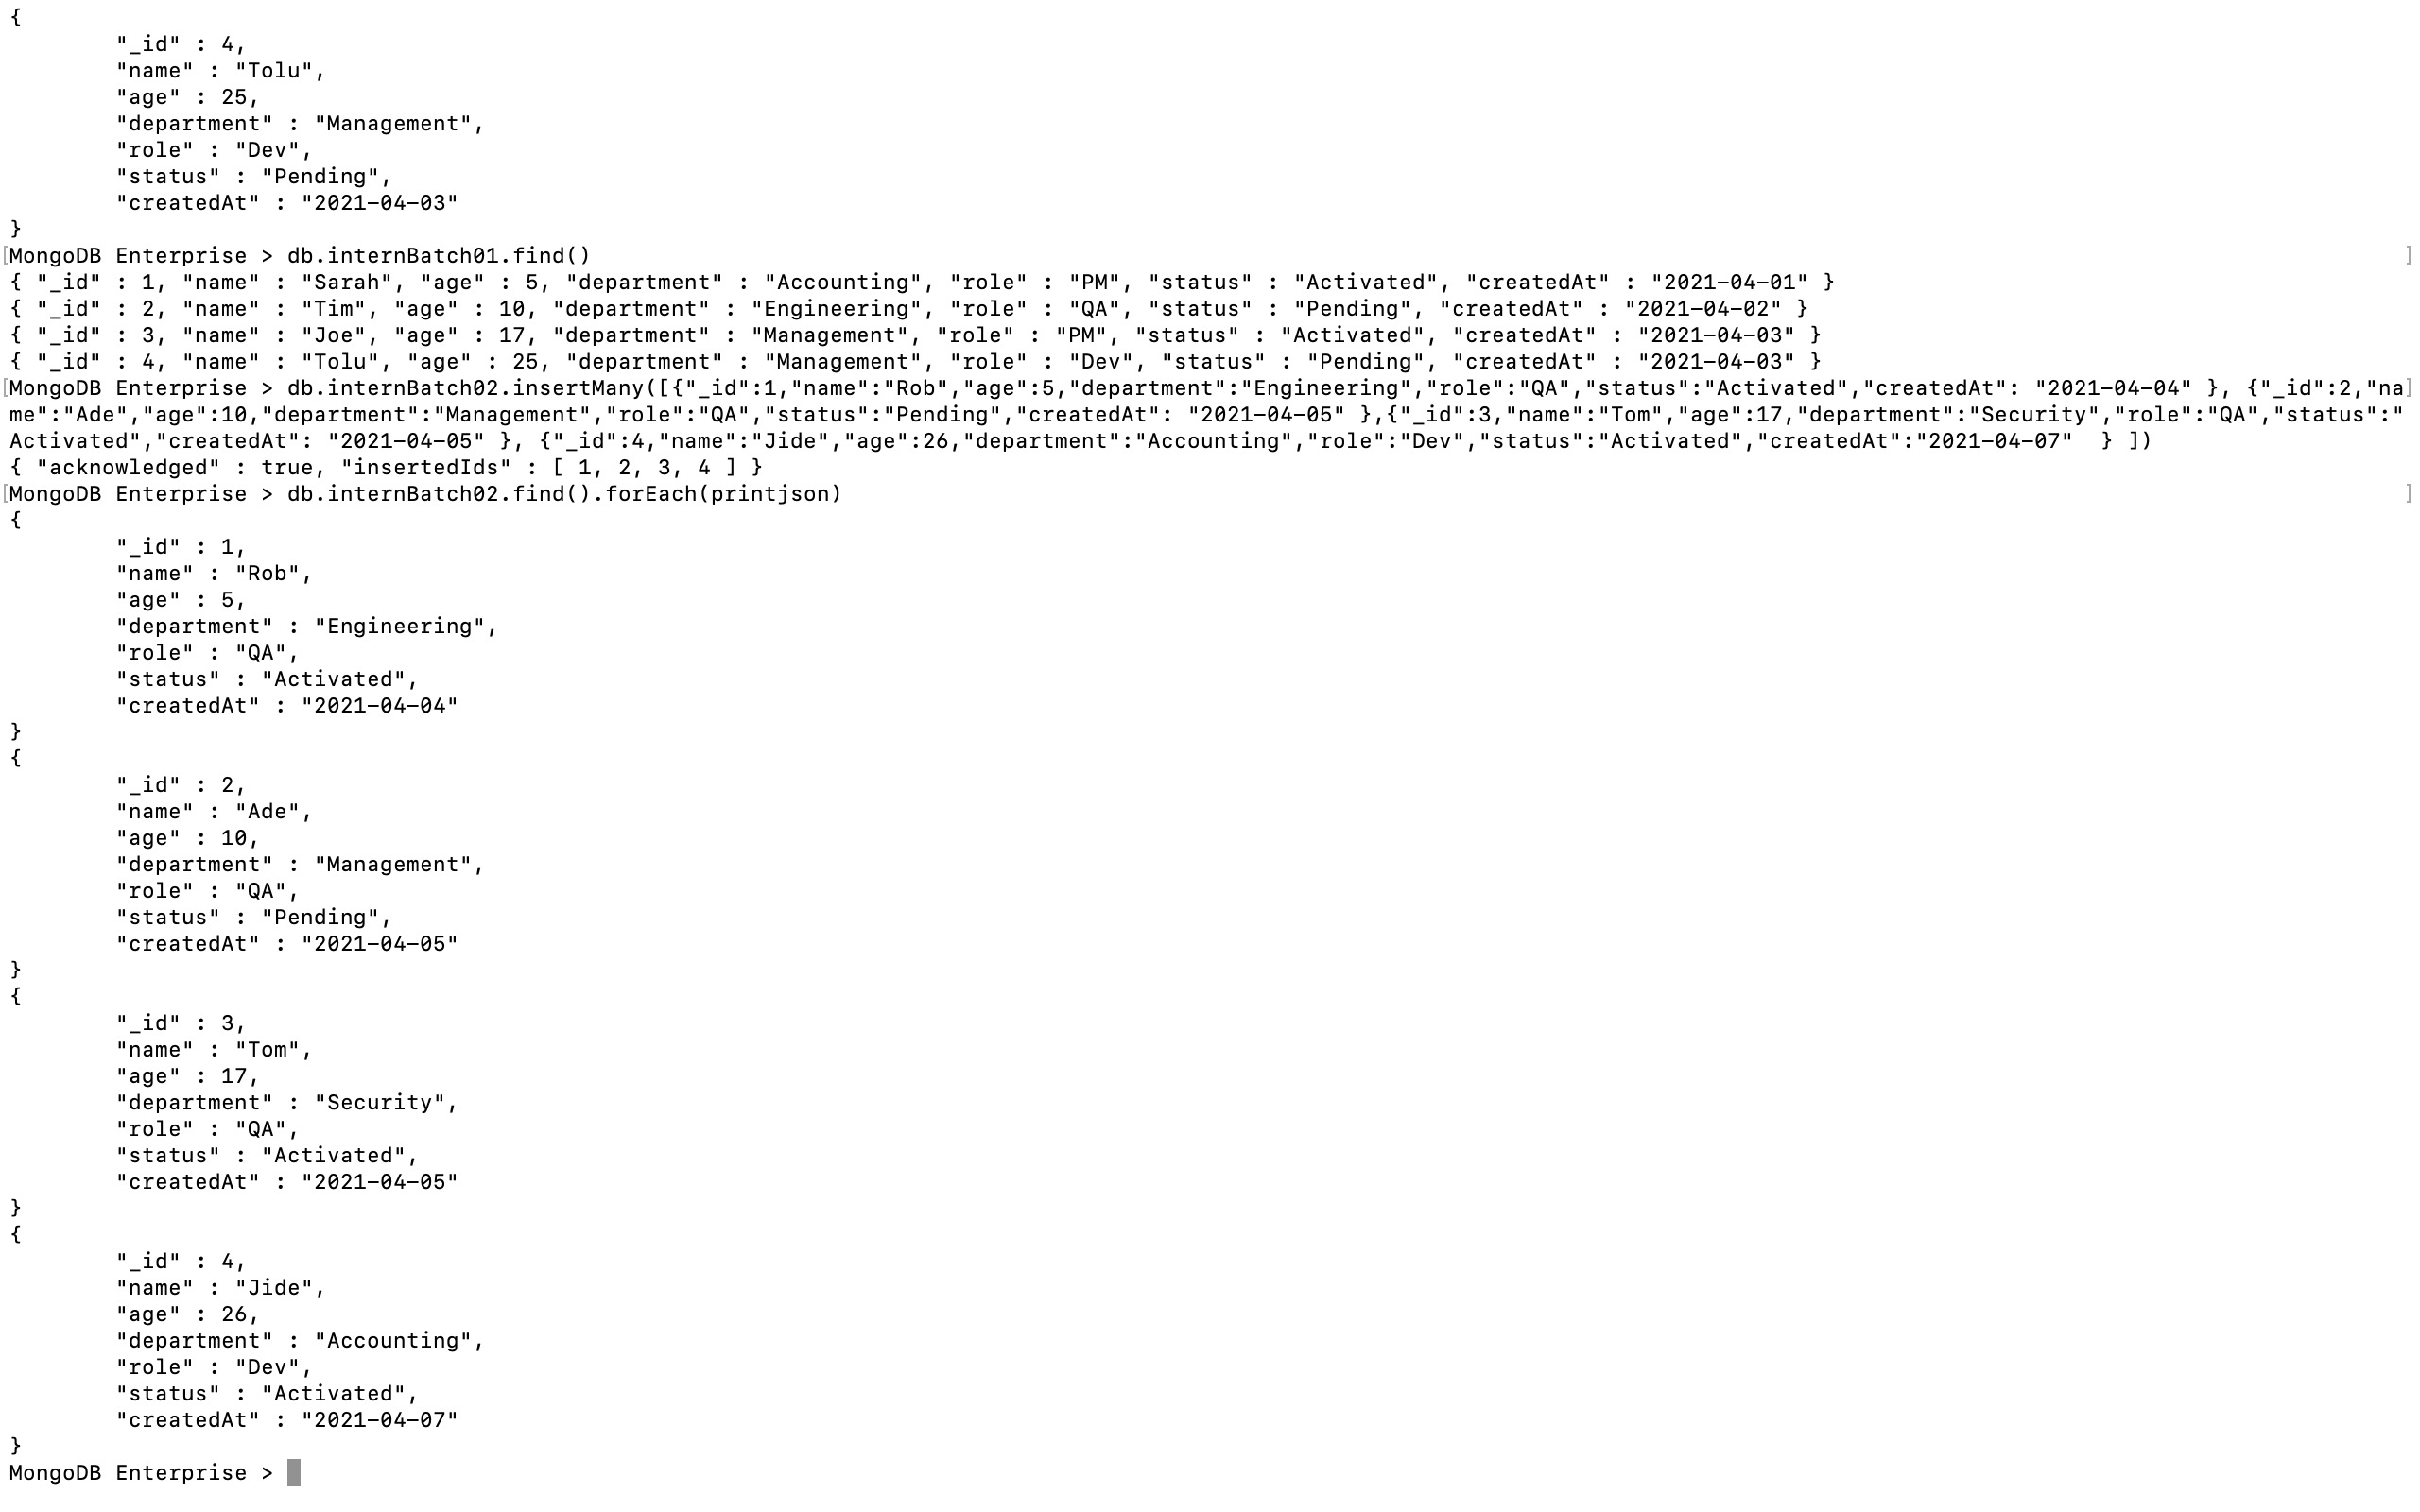 {
        "_id" : 4,
        "name" : "Tolu",
        "age" : 25,
        "department" : "Management",
        "role" : "Dev",
        "status" : "Pending",
        "createdAt" : "2021-04-03"
}
[MongoDB Enterprise > db.internBatch01.find() ]
{ "_id" : 1, "name" : "Sarah", "age" : 5, "department" : "Accounting", "role" : "PM", "status" : "Activated", "createdAt" : "2021-04-01" }
{ "_id" : 2, "name" : "Tim", "age" : 10, "department" : "Engineering", "role" : "QA", "status" : "Pending", "createdAt" : "2021-04-02" }
{ "_id" : 3, "name" : "Joe", "age" : 17, "department" : "Management", "role" : "PM", "status" : "Activated", "createdAt" : "2021-04-03" }
{ "_id" : 4, "name" : "Tolu", "age" : 25, "department" : "Management", "role" : "Dev", "status" : "Pending", "createdAt" : "2021-04-03" }
[MongoDB Enterprise > db.internBatch02.insertMany([{"_id":1,"name":"Rob","age":5,"department":"Engineering","role":"QA","status":"Activated","createdAt": "2021-04-04" }, {"_id":2,"na]
me":"Ade","age":10,"department":"Management","role":"QA","status":"Pending","createdAt": "2021-04-05" },{"_id":3,"name":"Tom","age":17,"department":"Security","role":"QA","status":"
Activated","createdAt": "2021-04-05" }, {"_id":4,"name":"Jide","age":26,"department":"Accounting","role":"Dev","status":"Activated","createdAt":"2021-04-07"  } ])
{ "acknowledged" : true, "insertedIds" : [ 1, 2, 3, 4 ] }
[MongoDB Enterprise > db.internBatch02.find().forEach(printjson) ]
{
        "_id" : 1,
        "name" : "Rob",
        "age" : 5,
        "department" : "Engineering",
        "role" : "QA",
        "status" : "Activated",
        "createdAt" : "2021-04-04"
}
{
        "_id" : 2,
        "name" : "Ade",
        "age" : 10,
        "department" : "Management",
        "role" : "QA",
        "status" : "Pending",
        "createdAt" : "2021-04-05"
}
{
        "_id" : 3,
        "name" : "Tom",
        "age" : 17,
        "department" : "Security",
        "role" : "QA",
        "status" : "Activated",
        "createdAt" : "2021-04-05"
}
{
        "_id" : 4,
        "name" : "Jide",
        "age" : 26,
        "department" : "Accounting",
        "role" : "Dev",
        "status" : "Activated",
        "createdAt" : "2021-04-07"
}
MongoDB Enterprise >